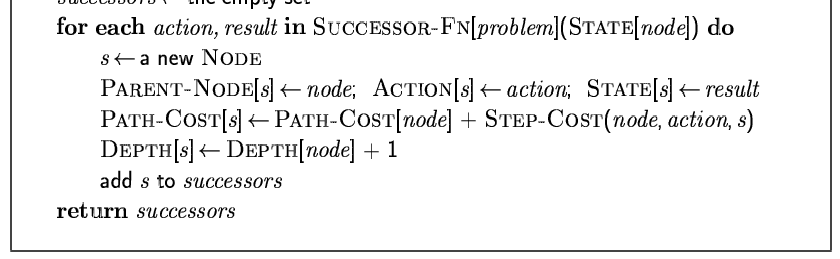 successors ← the empty set
for each action, result in SUCCESSOR-FN[problem](STATE[node]) do
s ← a new NODE
PARENT-NODE[s] ← node; ACTION[s] ← action; STATE[s] ← result
PATH-COST[s] ← PATH-COST[node] + STEP-COST(node, action, s)
DEPTH[s] ← DEPTH[node] + 1
add s to successors
return successors